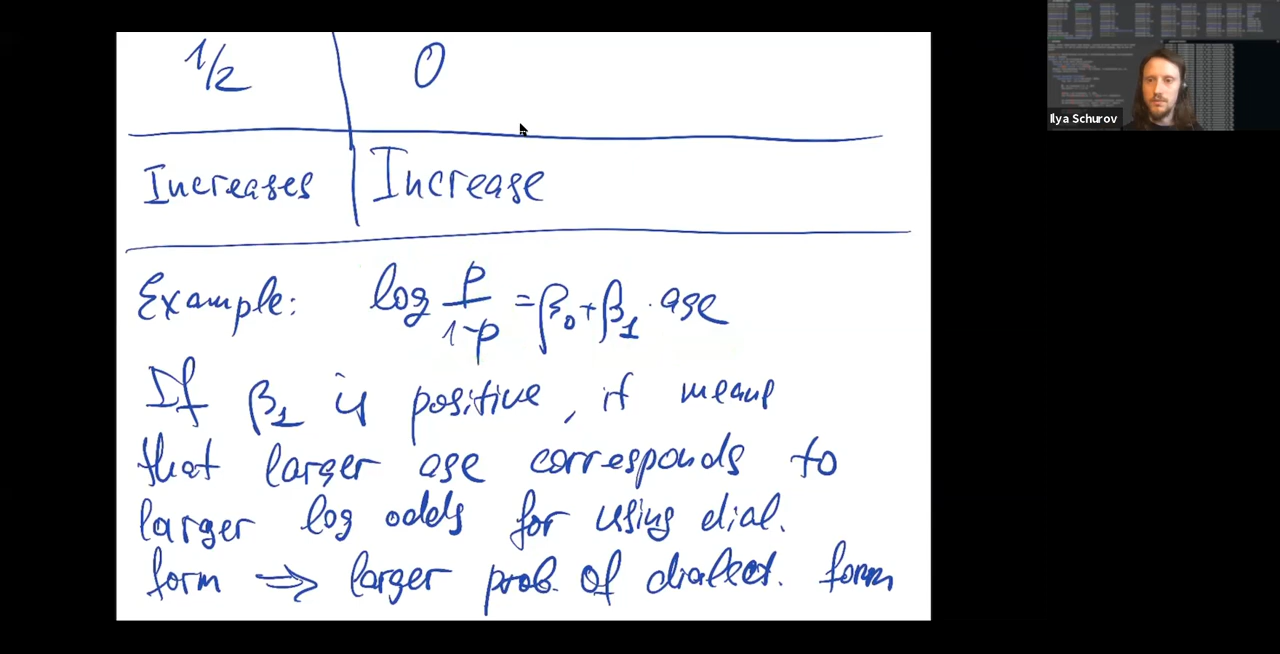 1/2 0
Increases Increase
Example: log p/1-p = β0 + β1 · age
If β1 is positive, it means
that larger age corresponds to
larger log odds for using dial.
form ⇒ larger prob. of dialect. form
Ilya Schurov